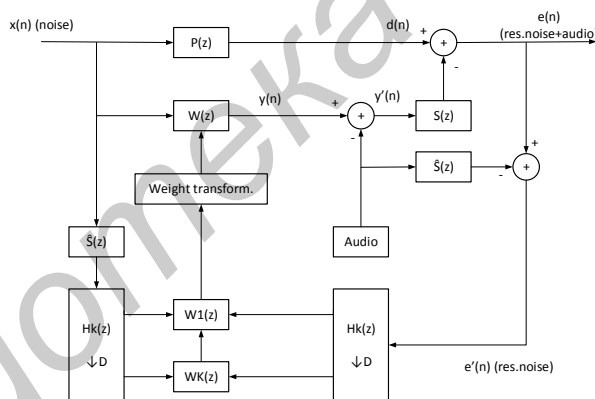 x(n) (noise)
P(z)
d(n)
+
+
-
e(n)
(res.noise+audio
W(z)
y(n)
+
+
-
y'(n)
S(z)
Ŝ(z)
+
+
-
Weight transform.
Audio
Ŝ(z)
Hk(z)
↓D
W1(z)
WK(z)
Hk(z)
↓D
e'(n) (res.noise)